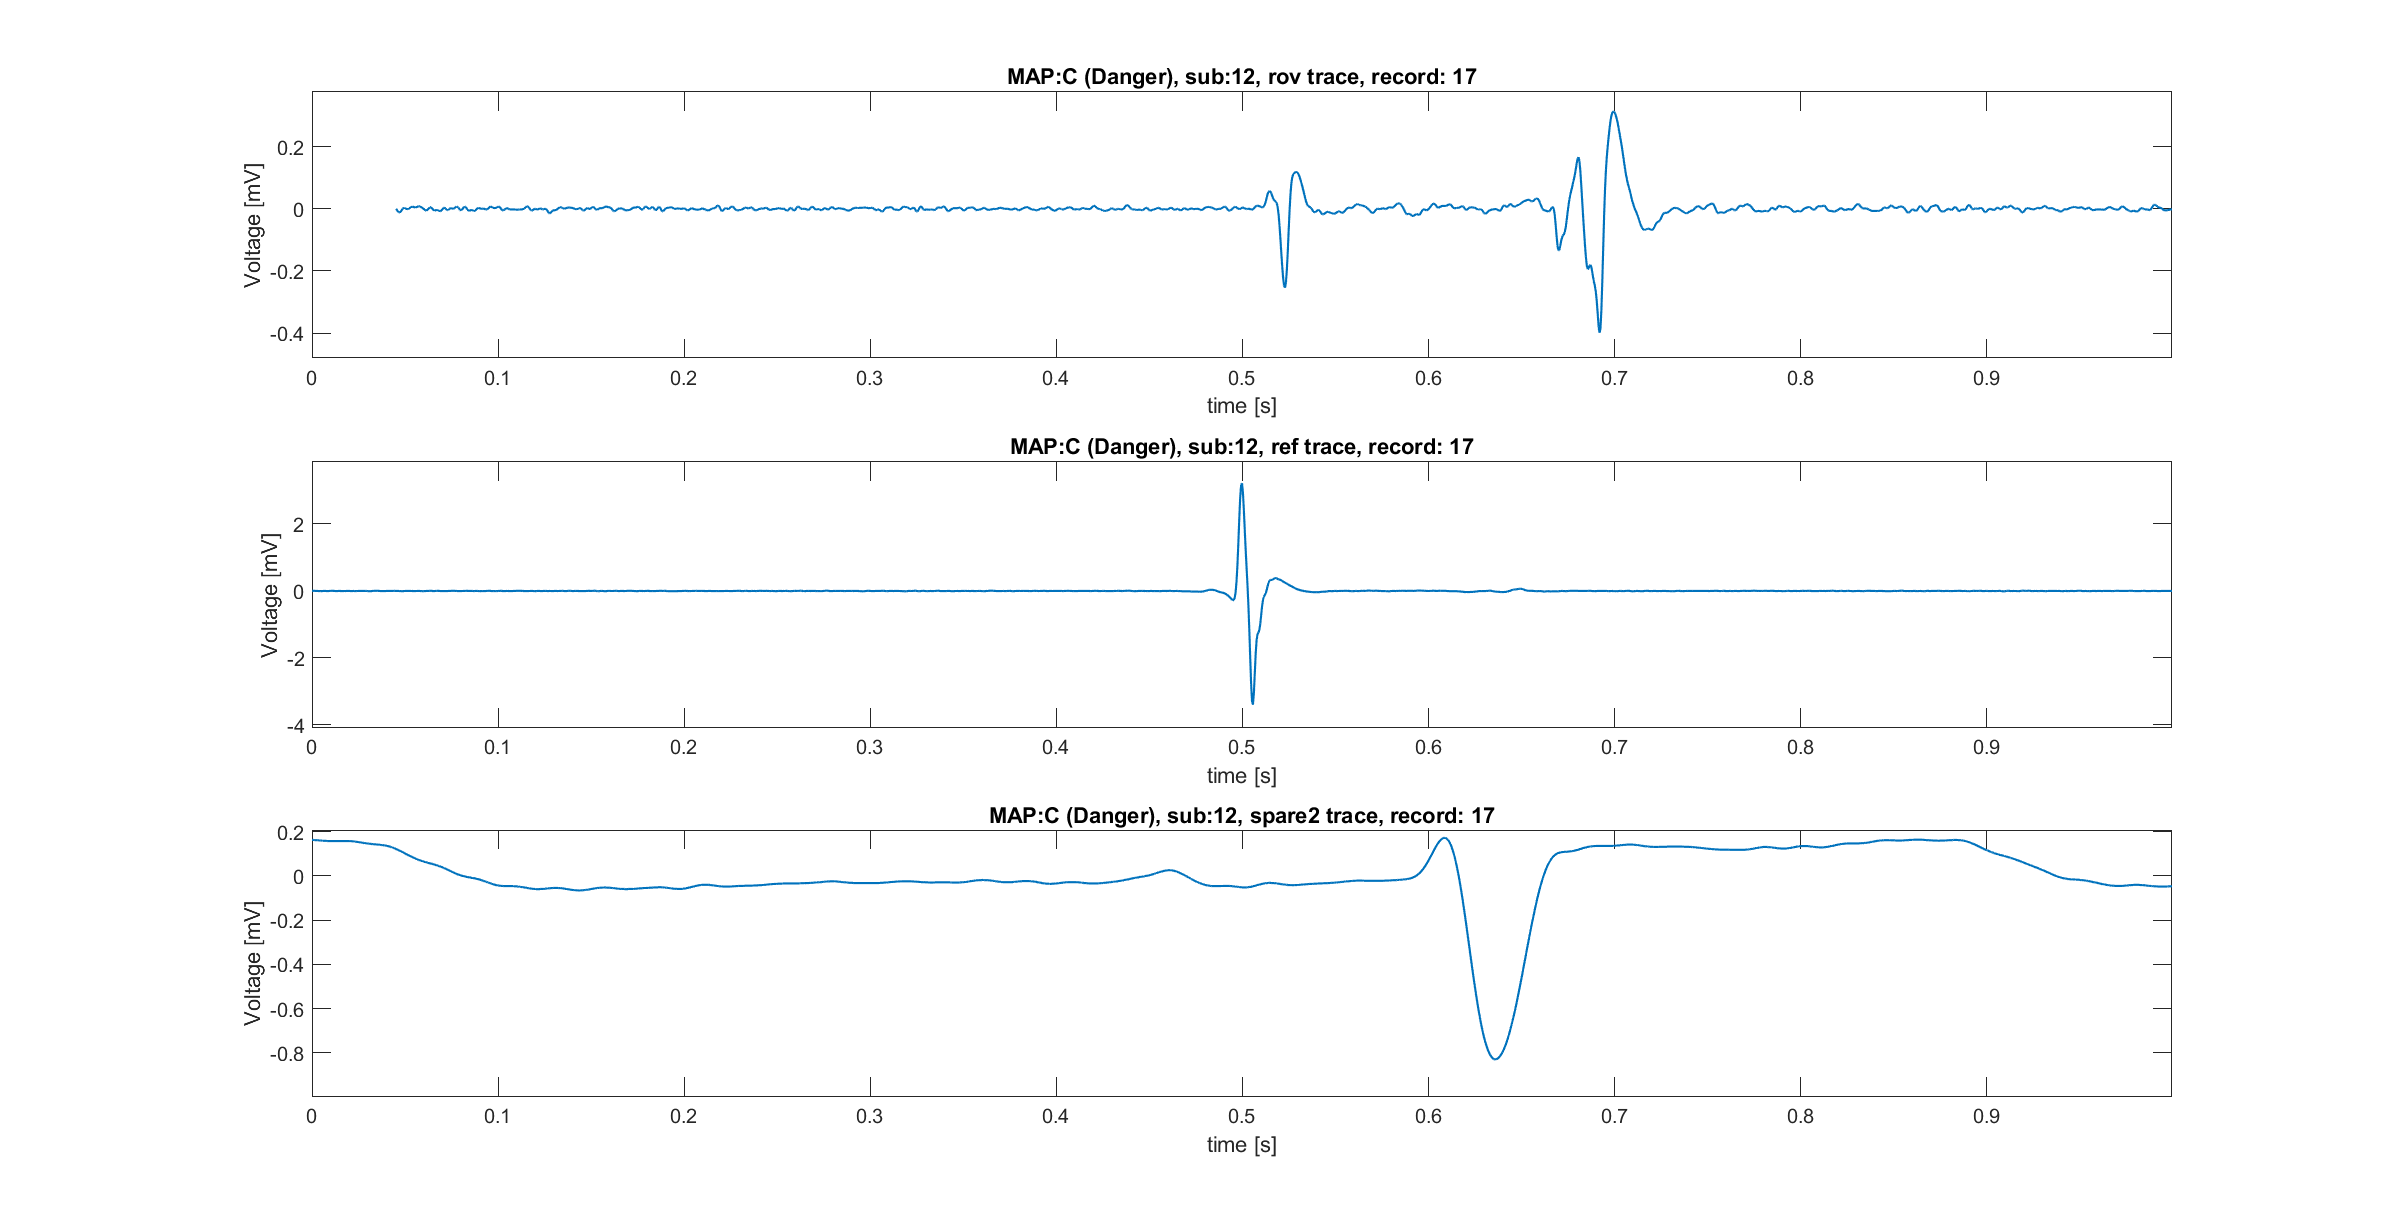 MAP:C (Danger), sub:12, rov trace, record: 17
Voltage [mV]
0.2
0
-0.2
-0.4
0 0.1 0.2 0.3 0.4 0.5 0.6 0.7 0.8 0.9
time [s]
MAP:C (Danger), sub:12, ref trace, record: 17
Voltage [mV]
2
0
-2
-4
0 0.1 0.2 0.3 0.4 0.5 0.6 0.7 0.8 0.9
time [s]
MAP:C (Danger), sub:12, spare2 trace, record: 17
Voltage [mV]
0.2
0
-0.2
-0.4
-0.6
-0.8
0 0.1 0.2 0.3 0.4 0.5 0.6 0.7 0.8 0.9
time [s]